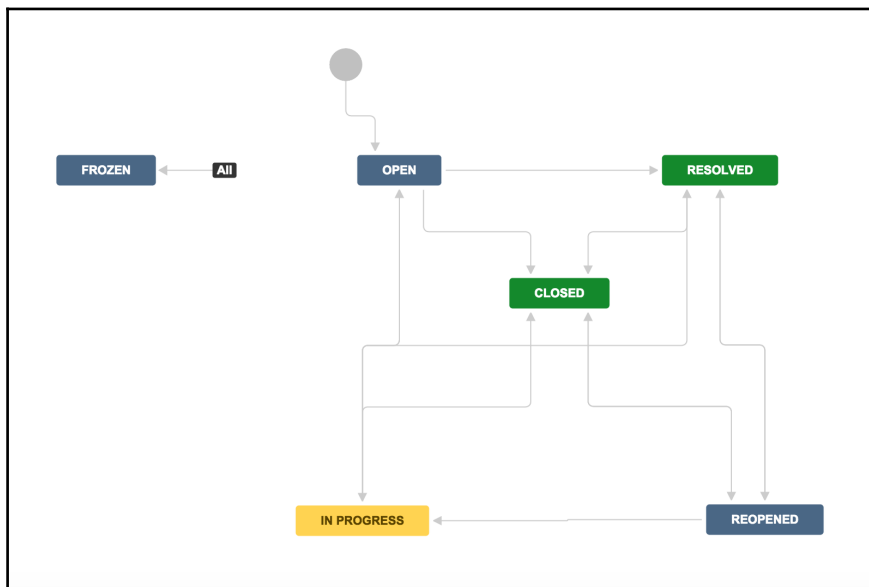 FROZEN
All
OPEN
RESOLVED
CLOSED
IN PROGRESS
REOPENED